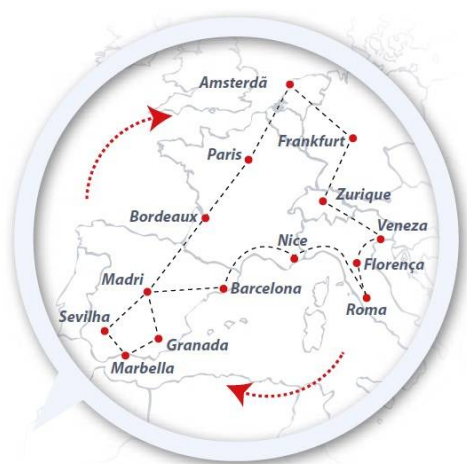 Amsterdã
Frankfurt
Paris
Zurique
Bordeaux
Veneza
Nice
Florença
Madri
Barcelona
Roma
Sevilha
Granada
Marbella